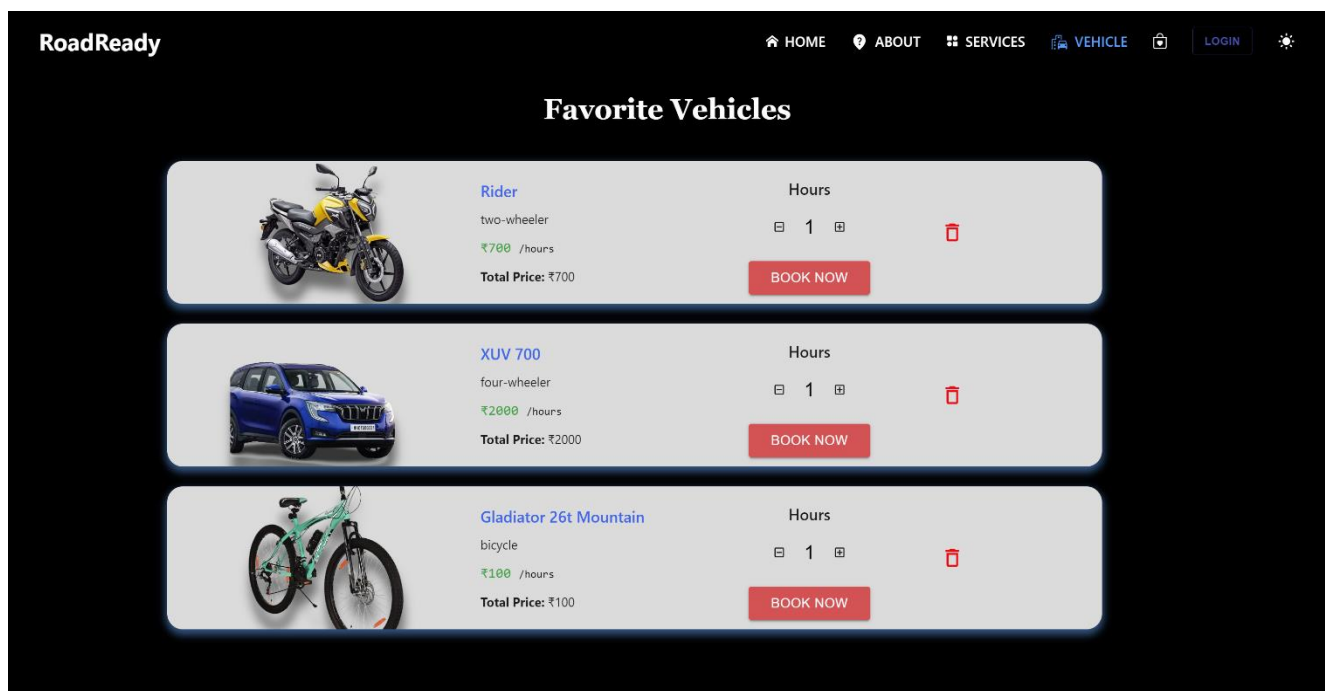 RoadReady
HOME ABOUT SERVICES VEHICLE LOGIN
Favorite Vehicles
Rider
two-wheeler
₹700 /hours
Total Price: ₹700
Hours
1
BOOK NOW
XUV 700
four-wheeler
₹2000 /hours
Total Price: ₹2000
Hours
1
BOOK NOW
Gladiator 26t Mountain
bicycle
₹100 /hours
Total Price: ₹100
Hours
1
BOOK NOW